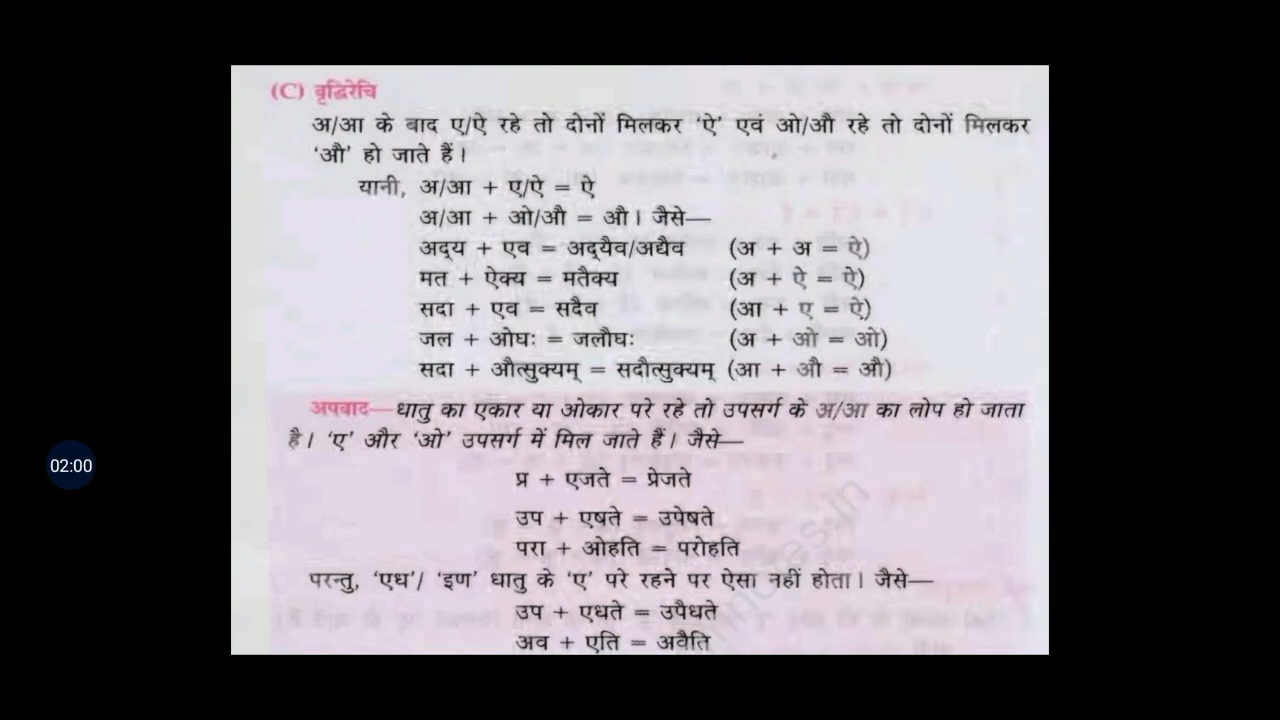 (C) वृद्धिरेचि
अ/आ के बाद ए/ऐ रहे तो दोनों मिलकर ‘ऐ’ एवं ओ/औ रहे तो दोनों मिलकर
‘औ’ हो जाते हैं।
यानी, अ/आ + ए/ऐ = ऐ
अ/आ + ओ/औ = औ। जैसे—
अद्‌य + एव = अद्‌यैव/अद्यैव (अ + अ = ऐ)
मत + ऐक्य = मतैक्य (अ + ऐ = ऐ)
सदा + एव = सदैव (आ + ए = ऐ)
जल + ओघः = जलौघः (अ + ओ = ओ)
सदा + औत्सुक्यम् = सदौत्सुक्यम् (आ + औ = औ)
अपवाद—धातु का एकार या ओकार परे रहे तो उपसर्ग के अ/आ का लोप हो जाता
है। ‘ए’ और ‘ओ’ उपसर्ग में मिल जाते हैं। जैसे—
प्र + एजते = प्रेजते
उप + एषते = उपेषते
02:00
परा + ओहति = परोहति
परन्तु, ‘एध’/ ‘इण’ धातु के ‘ए’ परे रहने पर ऐसा नहीं होता। जैसे—
उप + एधते = उपैधते
अव + एति = अवैति